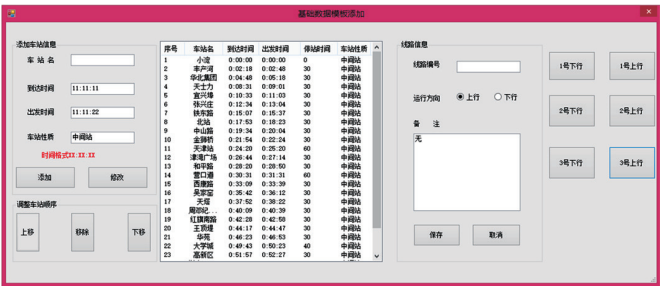 基础数据模板添加
添加车站信息
车 站 名
到达时间 11:11:11
出发时间 11:11:22
车站性质 中间站
时间格式XX:XX:XX
添加 修改
调整车站顺序
上移 移除 下移
序号 车站名 到达时间 出发时间 停站时间 车站性质
1 小淀 0:00:00 0:00:00 0 中间站
2 丰产河 0:02:18 0:02:48 30 中间站
3 华北集团 0:04:48 0:05:18 30 中间站
4 天士力 0:08:31 0:09:01 30 中间站
5 宜兴埠 0:10:33 0:11:03 30 中间站
6 张兴庄 0:12:34 0:13:04 30 中间站
7 铁东路 0:15:07 0:15:37 30 中间站
8 北站 0:17:53 0:18:23 30 中间站
9 中山路 0:19:34 0:20:04 30 中间站
10 金狮桥 0:21:54 0:22:24 30 中间站
11 天津站 0:24:20 0:25:20 60 中间站
12 津湾广场 0:26:44 0:27:14 30 中间站
13 和平路 0:28:20 0:28:50 30 中间站
14 营口道 0:30:31 0:31:31 60 中间站
15 西康路 0:33:09 0:33:39 30 中间站
16 吴家窑 0:35:42 0:36:12 30 中间站
17 天塔 0:37:52 0:38:22 30 中间站
18 周邓纪... 0:40:09 0:40:39 30 中间站
19 红旗南路 0:42:28 0:42:58 30 中间站
20 王顶堤 0:44:17 0:44:47 30 中间站
21 华苑 0:46:23 0:46:53 30 中间站
22 大学城 0:49:43 0:50:23 40 中间站
23 高新区 0:51:57 0:52:27 30 中间站
线路信息
线路编号
运行方向 上行 下行
备 注
无
保存 取消
1号下行 1号上行
2号下行 2号上行
3号下行 3号上行